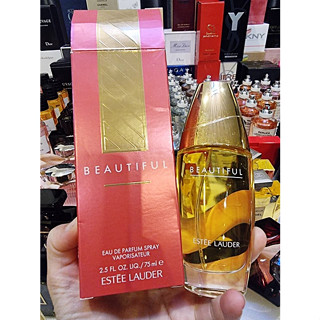 BEAUTIFUL
EAU DE PARFUM SPRAY
VAPORISATEUR
2.5 FL. OZ. LIQ./75 ml ℮
ESTĒE LAUDER
BEAUTIFUL
ESTĒE LAUDER
Dior
DKNY